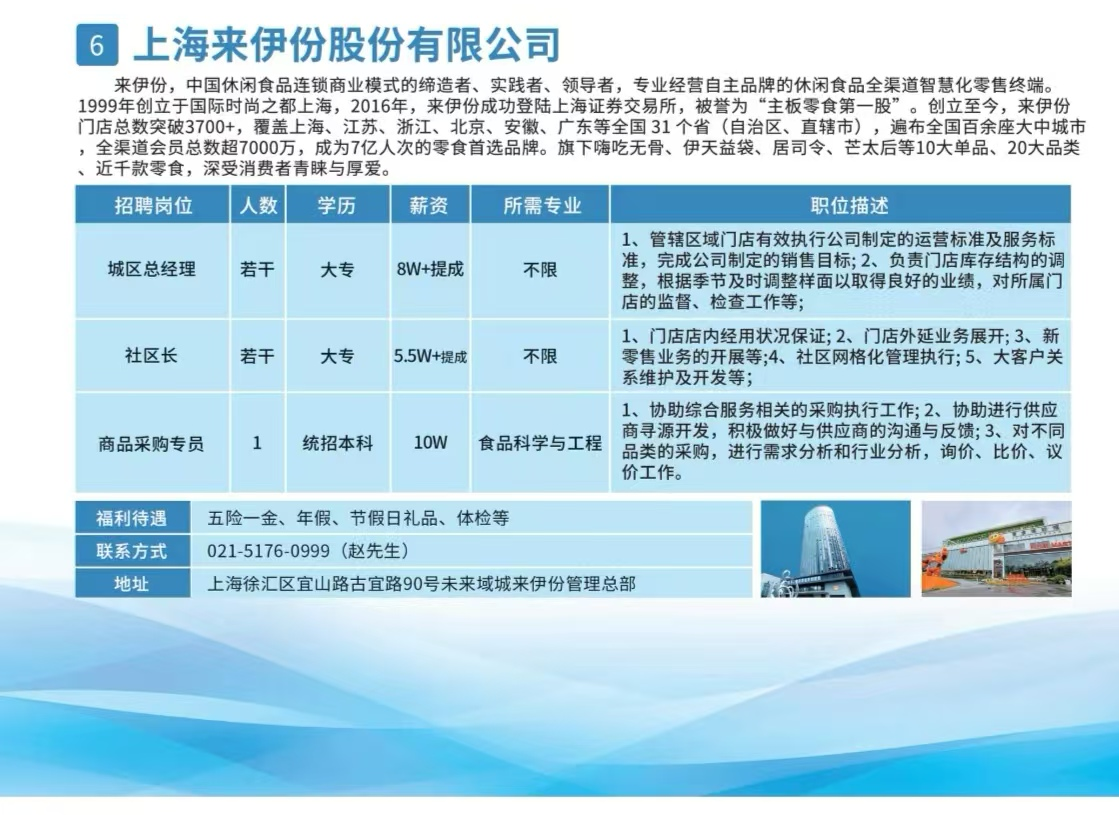 6 上海来伊份股份有限公司
来伊份，中国休闲食品连锁商业模式的缔造者、实践者、领导者，专业经营自主品牌的休闲食品全渠道智慧化零售终端。
1999年创立于国际时尚之都上海，2016年，来伊份成功登陆上海证券交易所，被誉为“主板零食第一股”。创立至今，来伊份
门店总数突破3700+，覆盖上海、江苏、浙江、北京、安徽、广东等全国 31 个省（自治区、直辖市），遍布全国百余座大中城市
，全渠道会员总数超7000万，成为7亿人次的零食首选品牌。旗下嗨吃无骨、伊天益袋、居司令、芒太后等10大单品、20大品类
、近千款零食，深受消费者青睐与厚爱。
招聘岗位 人数 学历 薪资 所需专业 职位描述
城区总经理 若干 大专 8W+提成 不限
1、管辖区域门店有效执行公司制定的运营标准及服务标
准，完成公司制定的销售目标; 2、负责门店库存结构的调
整，根据季节及时调整样面以取得良好的业绩，对所属门
店的监督、检查工作等;
社区长 若干 大专 5.5W+提成 不限
1、门店店内经用状况保证; 2、门店外延业务展开; 3、新
零售业务的开展等;4、社区网格化管理执行; 5、大客户关
系维护及开发等；
商品采购专员 1 统招本科 10W 食品科学与工程
1、协助综合服务相关的采购执行工作; 2、协助进行供应
商寻源开发，积极做好与供应商的沟通与反馈; 3、对不同
品类的采购，进行需求分析和行业分析，询价、比价、议
价工作。
福利待遇 五险一金、年假、节假日礼品、体检等
联系方式 021-5176-0999（赵先生）
地址 上海徐汇区宜山路古宜路90号未来域城来伊份管理总部